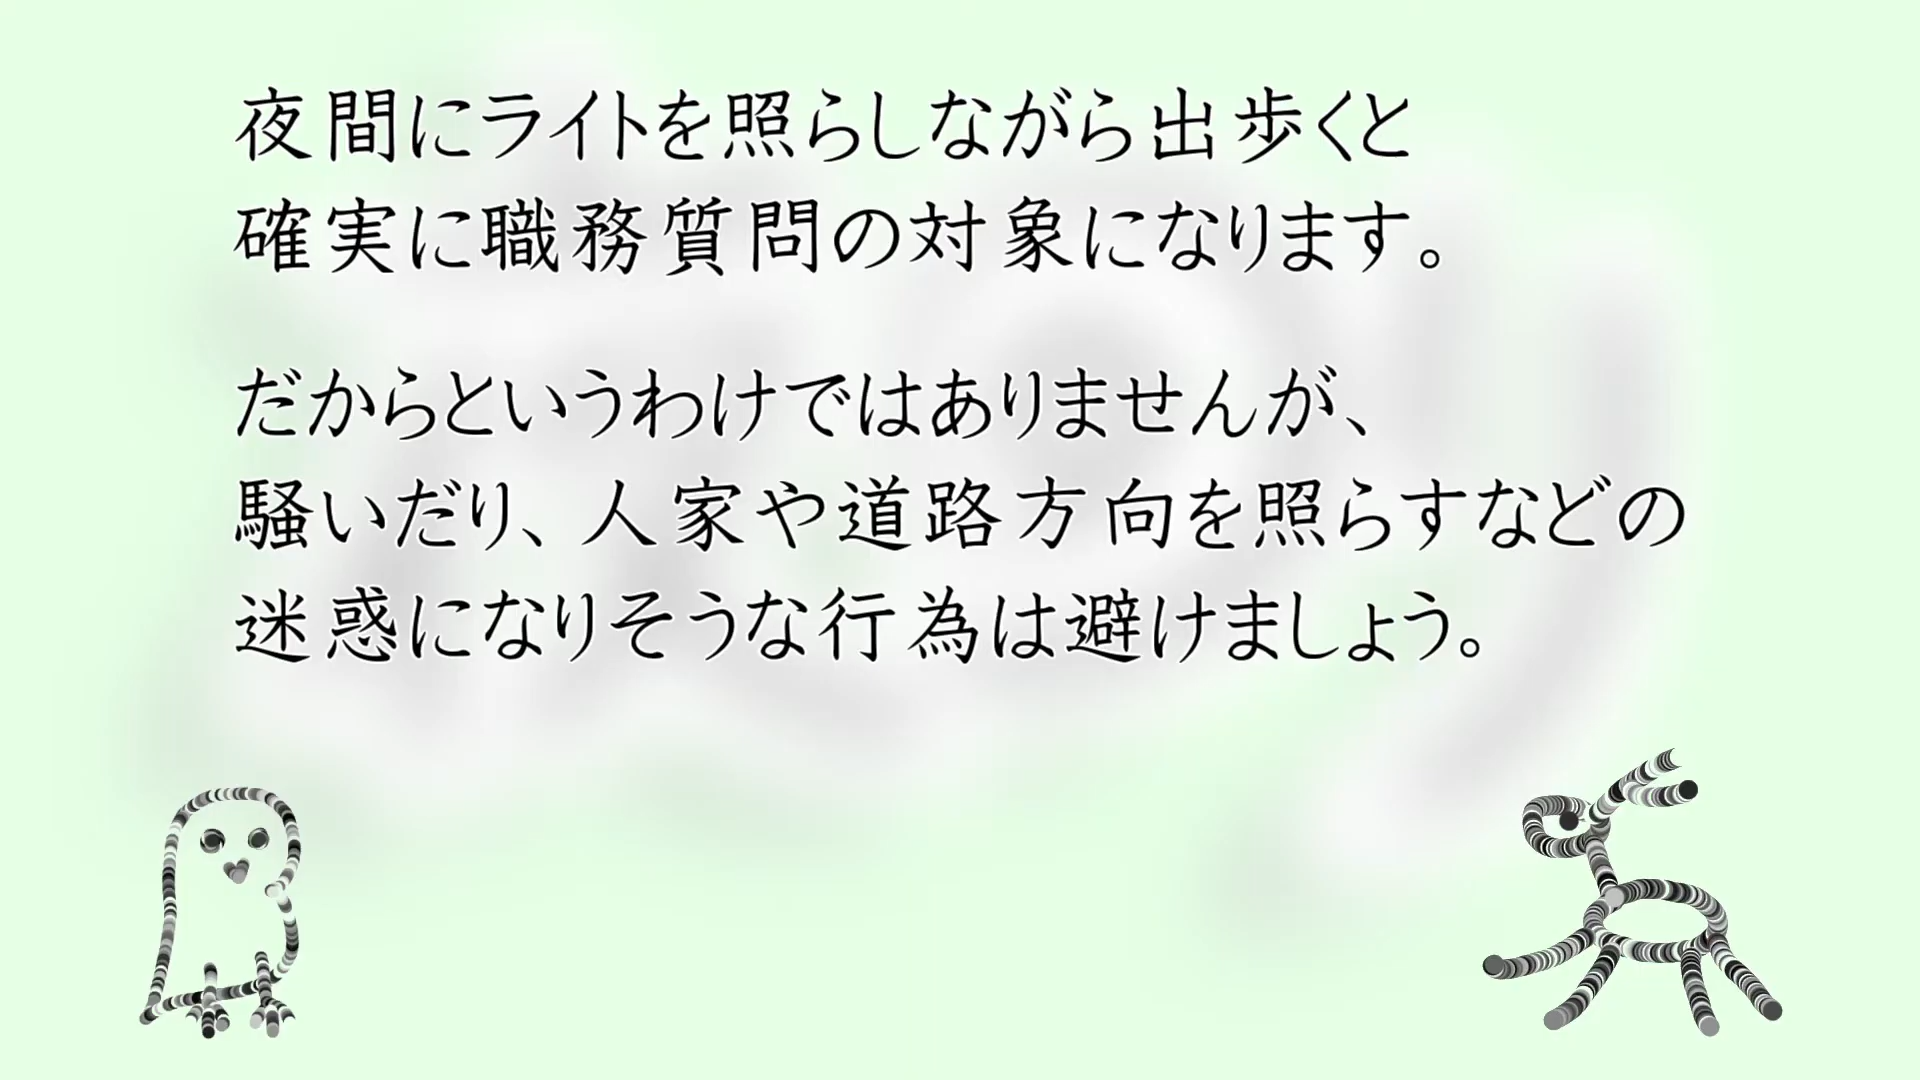 夜間にライトを照らしながら出歩くと
確実に職務質問の対象になります。
だからというわけではありませんが、
騒いだり、人家や道路方向を照らすなどの
迷惑になりそうな行為は避けましょう。